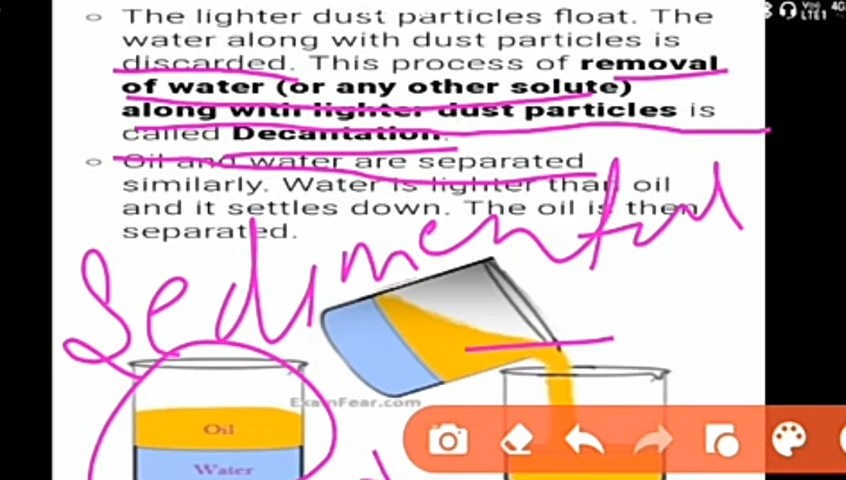 The lighter dust particles float. The
water along with dust particles is
discarded. This process of removal
of water (or any other solute)
along with lighter dust particles is
called Decantation.
Oil and water are separated
similarly. Water is lighter than oil
and it settles down. The oil is then
separated.
Sedimental
ExamFear.com
Oil
Water
LTE1
4G